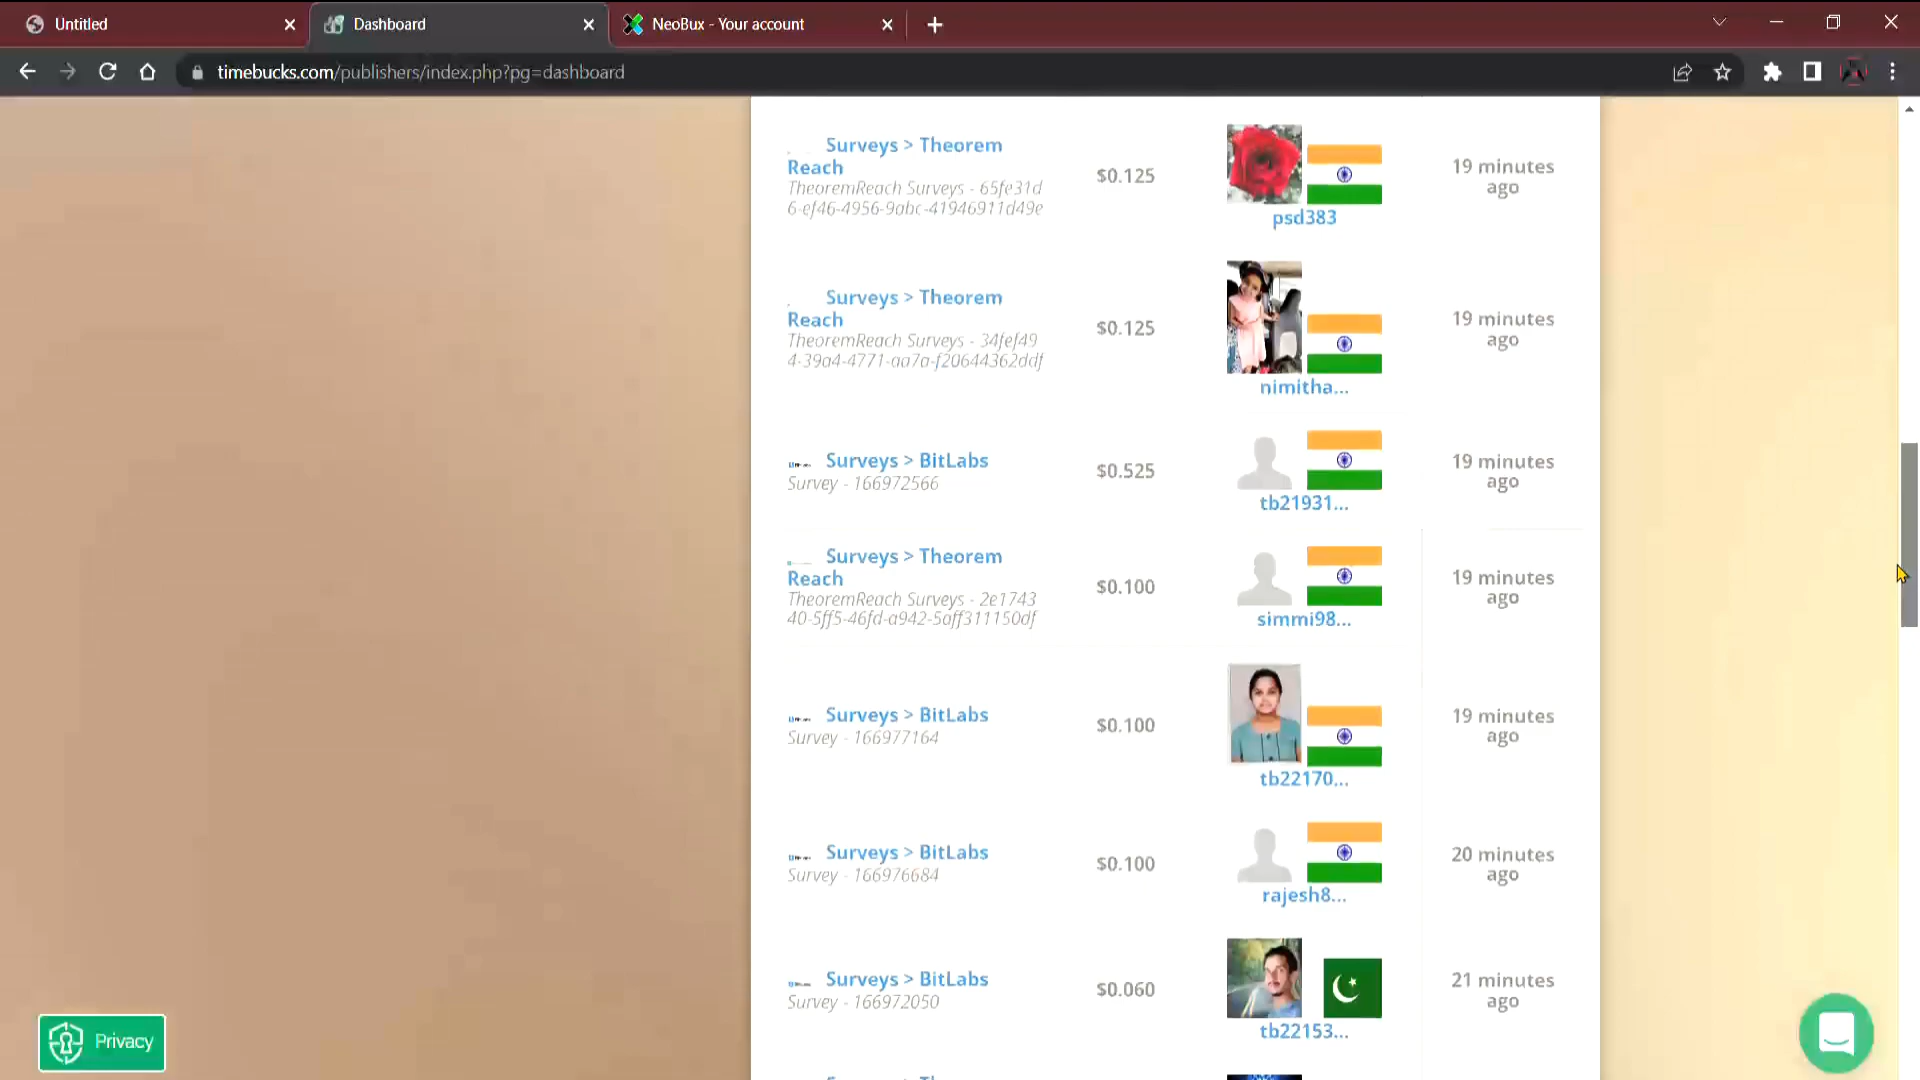 Untitled
Dashboard
NeoBux - Your account
timebucks.com/publishers/index.php?pg=dashboard
Surveys > Theorem
Reach
TheoremReach Surveys - 65fe31d
6-ef46-4956-9abc-41946911d49e
$0.125
psd383
19 minutes
ago
Surveys > Theorem
Reach
TheoremReach Surveys - 34fef49
4-39a4-4771-aa7a-f20644362ddf
$0.125
nimitha...
19 minutes
ago
Surveys > BitLabs
Survey - 166972566
$0.525
tb21931...
19 minutes
ago
Surveys > Theorem
Reach
TheoremReach Surveys - 2e1743
40-5ff5-46fd-a942-5aff311150df
$0.100
simmi98...
19 minutes
ago
Surveys > BitLabs
Survey - 166977164
$0.100
tb22170...
19 minutes
ago
Surveys > BitLabs
Survey - 166976684
$0.100
rajesh8...
20 minutes
ago
Surveys > BitLabs
Survey - 166972050
$0.060
tb22153...
21 minutes
ago
Privacy